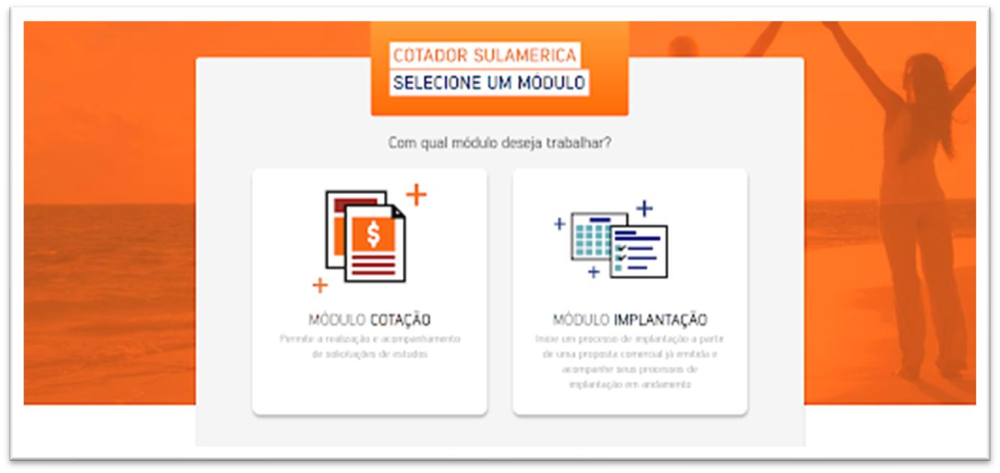 COTADOR SULAMERICA
SELECIONE UM MÓDULO
Com qual módulo deseja trabalhar?
$
MÓDULO COTAÇÃO
Permite a realização e acompanhamento
de solicitações de estudos
MÓDULO IMPLANTAÇÃO
Inicie um processo de implantação a partir
de uma proposta comercial já emitida e
acompanhe seus processos de
implantação em andamento